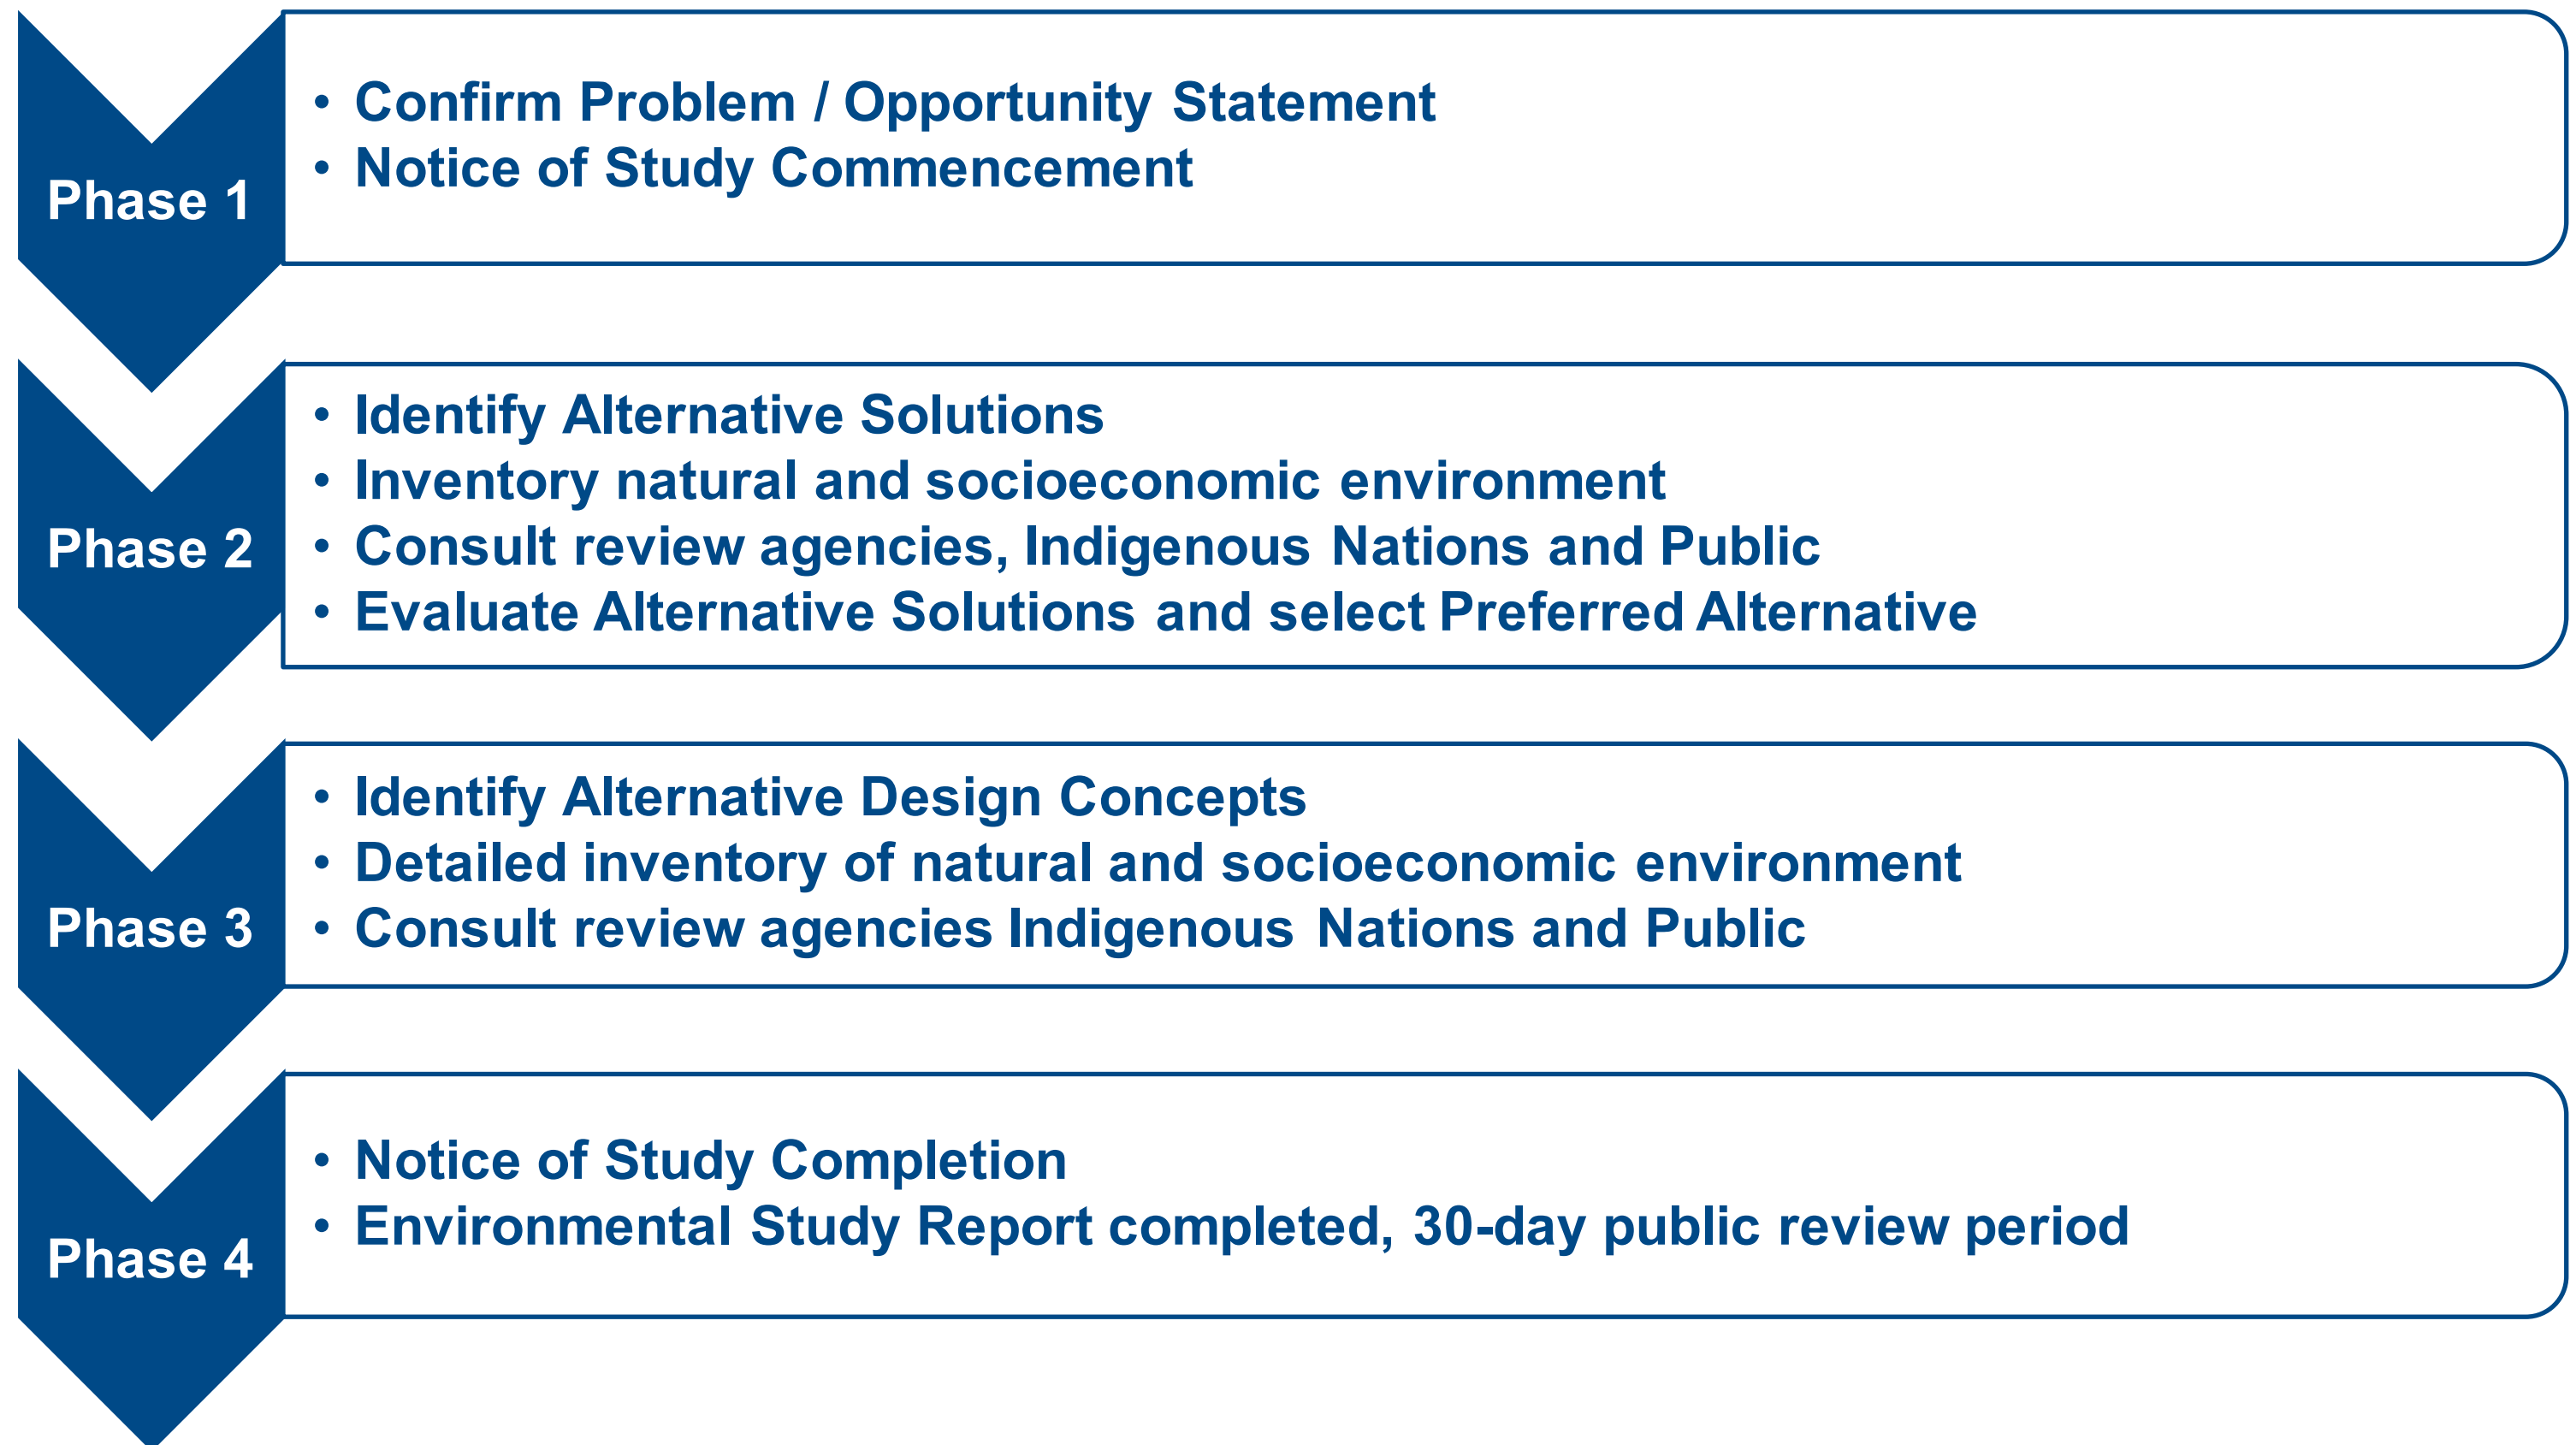 Phase 1
• Confirm Problem / Opportunity Statement
• Notice of Study Commencement
Phase 2
• Identify Alternative Solutions
• Inventory natural and socioeconomic environment
• Consult review agencies, Indigenous Nations and Public
• Evaluate Alternative Solutions and select Preferred Alternative
Phase 3
• Identify Alternative Design Concepts
• Detailed inventory of natural and socioeconomic environment
• Consult review agencies Indigenous Nations and Public
Phase 4
• Notice of Study Completion
• Environmental Study Report completed, 30-day public review period